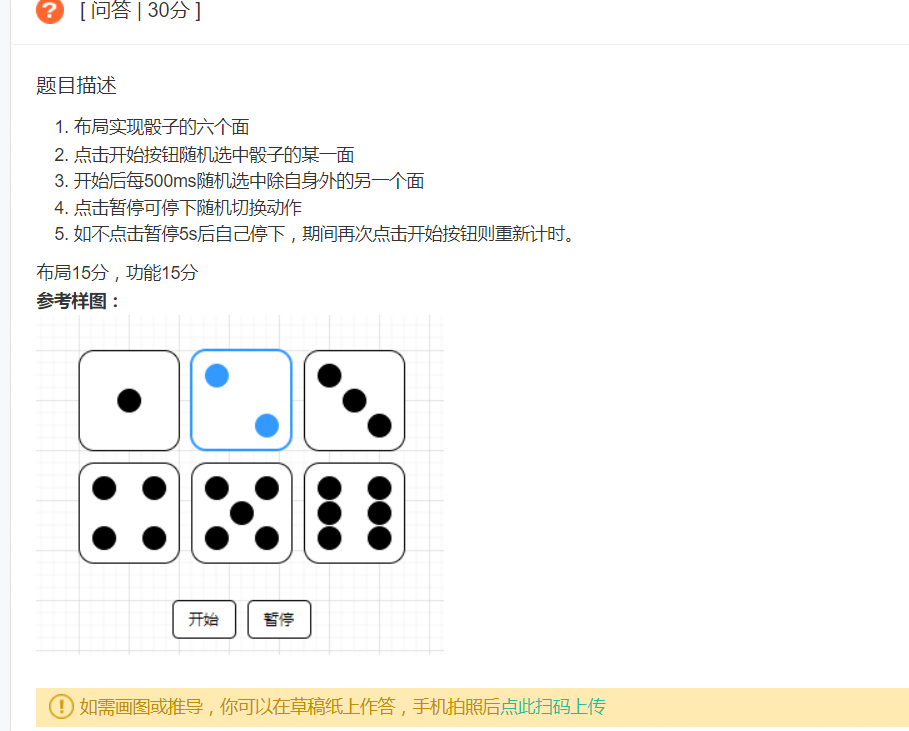 ?
[ 问答 | 30分 ]
题目描述
1. 布局实现骰子的六个面
2. 点击开始按钮随机选中骰子的某一面
3. 开始后每500ms随机选中除自身外的另一个面
4. 点击暂停可停下随机切换动作
5. 如不点击暂停5s后自己停下，期间再次点击开始按钮则重新计时。
布局15分，功能15分
参考样图：
开始 暂停
! 如需画图或推导，你可以在草稿纸上作答，手机拍照后点此扫码上传